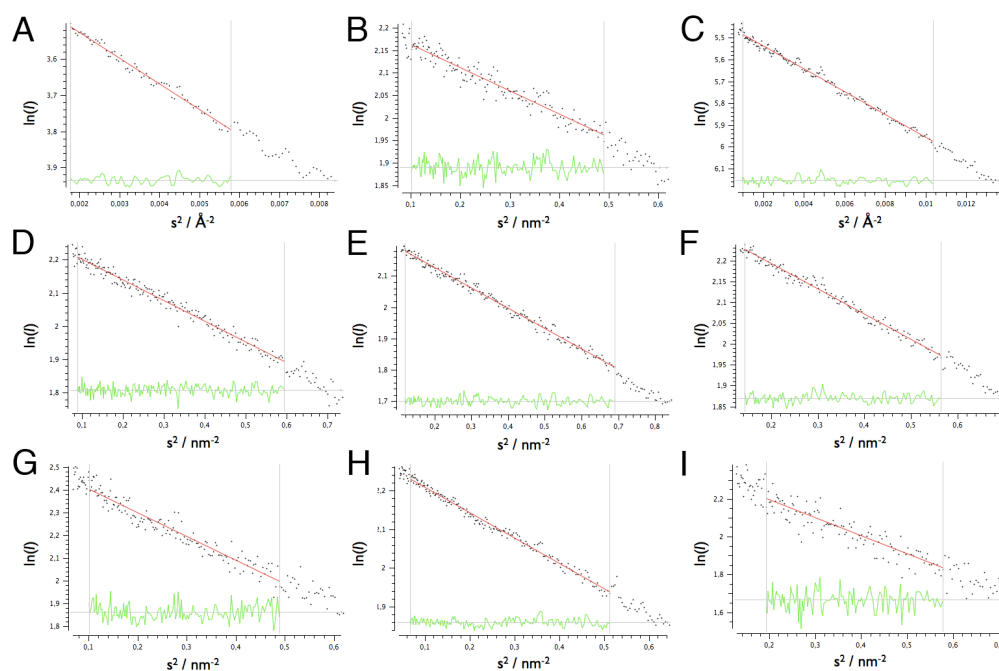 A
3,6
3,7
3,8
3,9
ln(I)
0,002 0,003 0,004 0,004 0,005 0,006 0,007 0,008
s² / Å⁻²
B
2,2
2,15
2,1
2,05
2
1,95
1,9
1,85
ln(I)
0,1 0,2 0,3 0,4 0,5 0,6
s² / nm⁻²
C
5,5
5,6
5,7
5,8
5,9
6,1
ln(I)
0,002 0,004 0,006 0,008 0,01 0,012
s² / Å⁻²
D
2,2
2,1
2
1,9
1,8
ln(I)
0,1 0,2 0,3 0,4 0,5 0,6 0,7
s² / nm⁻²
E
2,1
2
1,9
1,8
1,7
ln(I)
0,2 0,3 0,4 0,5 0,6 0,7 0,8
s² / nm⁻²
F
2,2
2,15
2,1
2,05
2
1,95
1,9
1,85
ln(I)
0,2 0,3 0,4 0,5 0,6
s² / nm⁻²
G
2,5
2,4
2,3
2,2
2,1
2
1,9
1,8
ln(I)
0,1 0,2 0,3 0,4 0,5 0,6
s² / nm⁻²
H
2,2
2,1
2
1,9
ln(I)
0,1 0,2 0,3 0,4 0,5 0,6
s² / nm⁻²
I
2,2
2
1,8
1,6
ln(I)
0,2 0,3 0,4 0,5 0,6
s² / nm⁻²